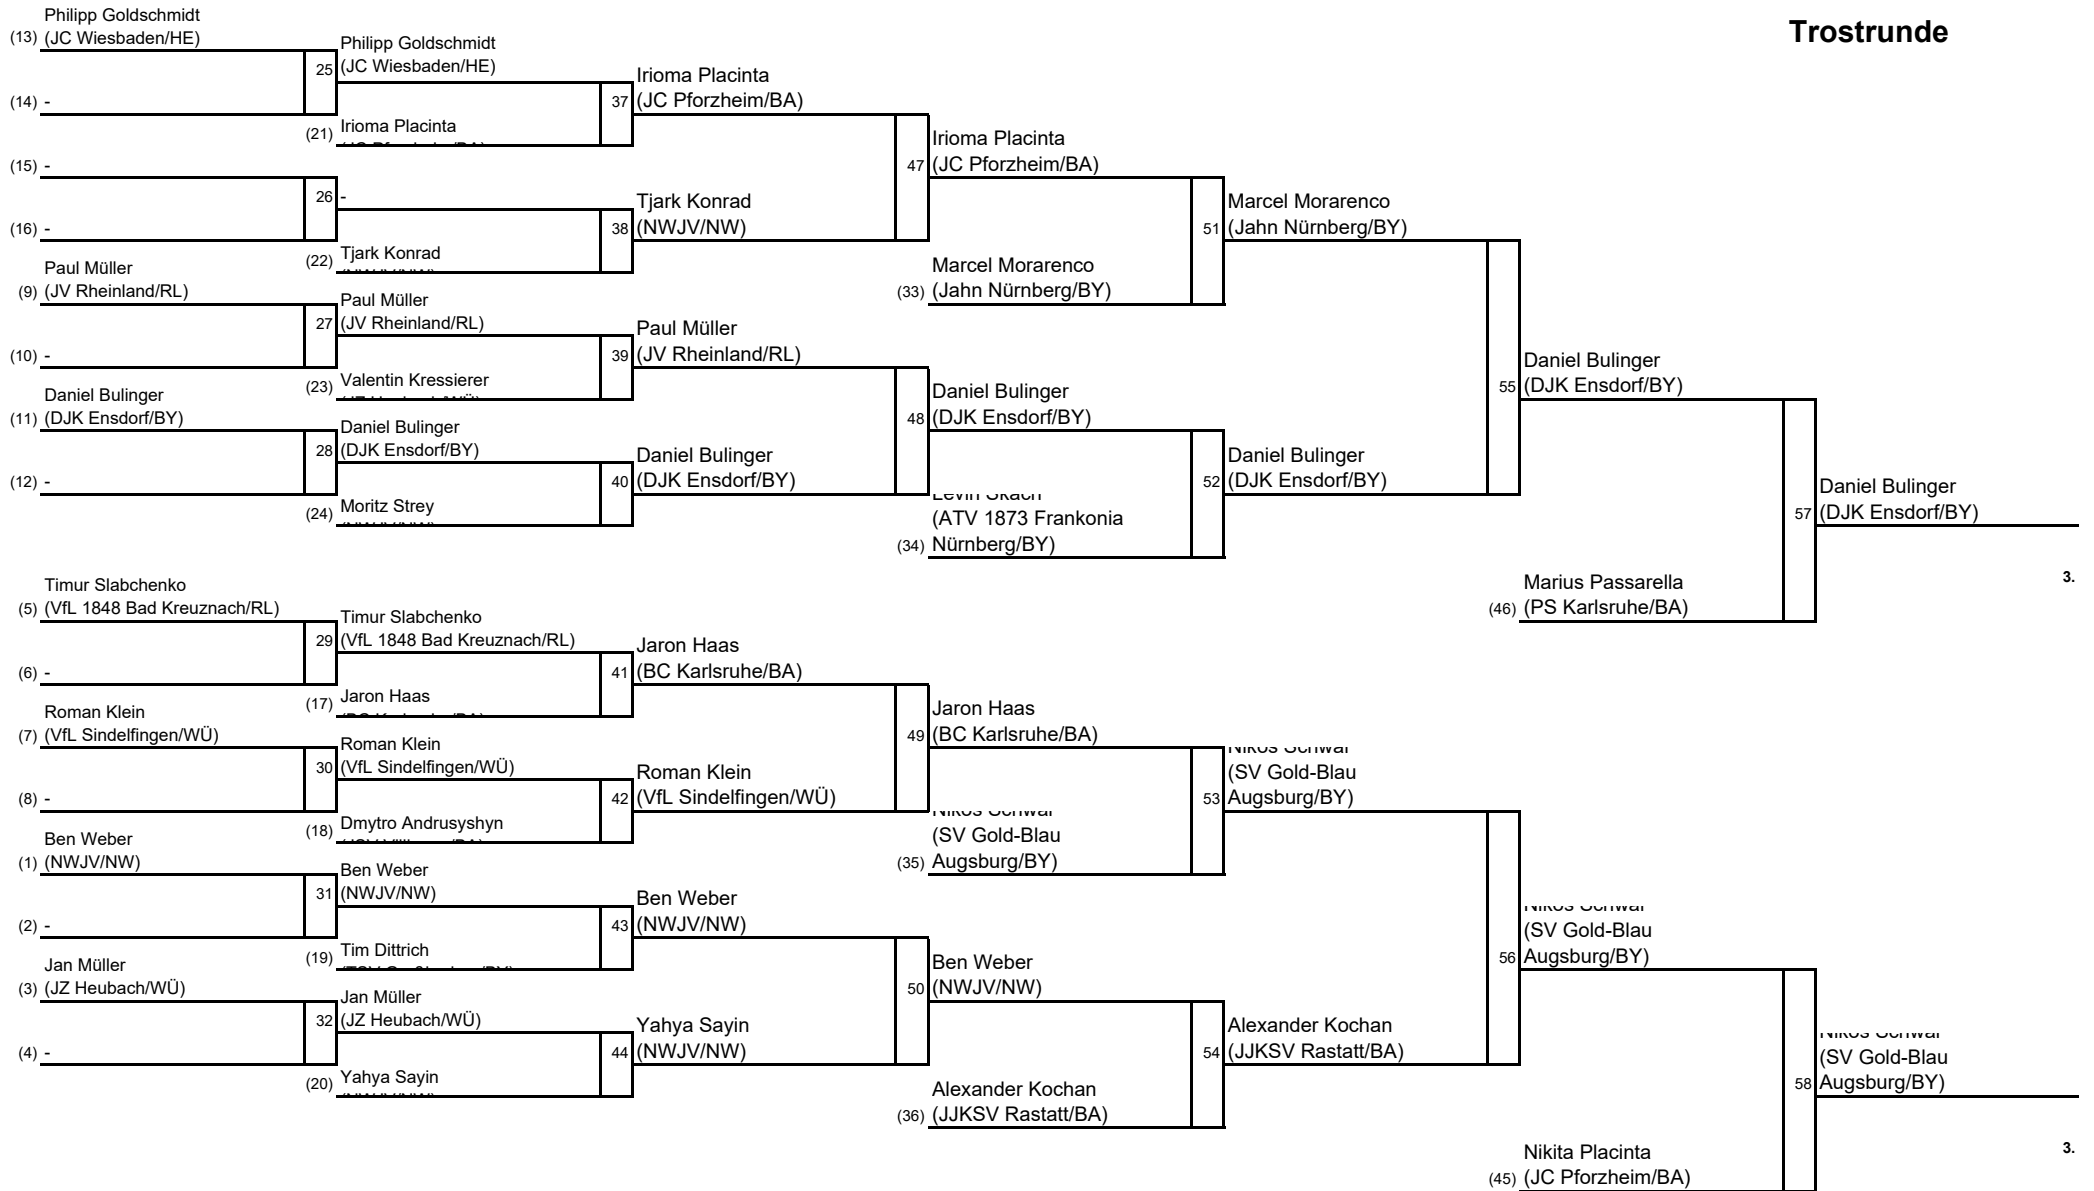 Trostrunde
Philipp Goldschmidt
(13) (JC Wiesbaden/HE)
25
(14) -
Philipp Goldschmidt
(JC Wiesbaden/HE)
37
(21) Irioma Placinta
(15) -
26
(16) -
-
38
(22) Tjark Konrad
Paul Müller
(9) (JV Rheinland/RL)
27
(10) -
Paul Müller
(JV Rheinland/RL)
39
(23) Valentin Kressierer
Daniel Bulinger
(11) (DJK Ensdorf/BY)
28
(12) -
Daniel Bulinger
(DJK Ensdorf/BY)
40
(24) Moritz Strey
Irioma Placinta
(JC Pforzheim/BA)
47
Tjark Konrad
(NWJV/NW)
Paul Müller
(JV Rheinland/RL)
48
Daniel Bulinger
(DJK Ensdorf/BY)
Irioma Placinta
(JC Pforzheim/BA)
51
Marcel Morarenco
(33) (Jahn Nürnberg/BY)
Daniel Bulinger
(DJK Ensdorf/BY)
52
(ATV 1873 Frankonia
(34) Nürnberg/BY)
Marcel Morarenco
(Jahn Nürnberg/BY)
55
Daniel Bulinger
(DJK Ensdorf/BY)
Daniel Bulinger
(DJK Ensdorf/BY)
57
Marius Passarella
(46) (PS Karlsruhe/BA)
Daniel Bulinger
(DJK Ensdorf/BY)
3.
Timur Slabchenko
(5) (VfL 1848 Bad Kreuznach/RL)
29
(6) -
Timur Slabchenko
(VfL 1848 Bad Kreuznach/RL)
41
(17) Jaron Haas
Roman Klein
(7) (VfL Sindelfingen/WÜ)
30
(8) -
Roman Klein
(VfL Sindelfingen/WÜ)
42
(18) Dmytro Andrusyshyn
Ben Weber
(1) (NWJV/NW)
31
(2) -
Ben Weber
(NWJV/NW)
43
(19) Tim Dittrich
Jan Müller
(3) (JZ Heubach/WÜ)
32
(4) -
Jan Müller
(JZ Heubach/WÜ)
44
(20) Yahya Sayin
Jaron Haas
(BC Karlsruhe/BA)
49
Roman Klein
(VfL Sindelfingen/WÜ)
Ben Weber
(NWJV/NW)
50
Yahya Sayin
(NWJV/NW)
Jaron Haas
(BC Karlsruhe/BA)
53
(SV Gold-Blau
(35) Augsburg/BY)
Ben Weber
(NWJV/NW)
54
Alexander Kochan
(36) (JJKSV Rastatt/BA)
(SV Gold-Blau
Augsburg/BY)
56
Alexander Kochan
(JJKSV Rastatt/BA)
(SV Gold-Blau
Augsburg/BY)
58
Nikita Placinta
(45) (JC Pforzheim/BA)
(SV Gold-Blau
Augsburg/BY)
3.